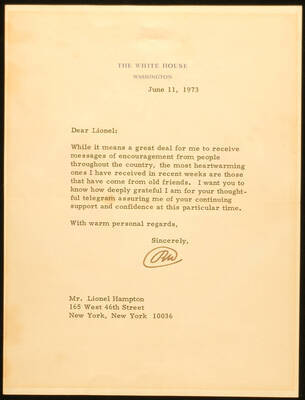 THE WHITE HOUSE
WASHINGTON
June 11, 1973
Dear Lionel:
While it means a great deal for me to receive
messages of encouragement from people
throughout the country, the most heartwarming
ones I have received in recent weeks are those
that have come from old friends. I want you to
know how deeply grateful I am for your thought-
ful telegram assuring me of your continuing
support and confidence at this particular time.
With warm personal regards,
Sincerely,
RN
Mr. Lionel Hampton
165 West 46th Street
New York, New York 10036